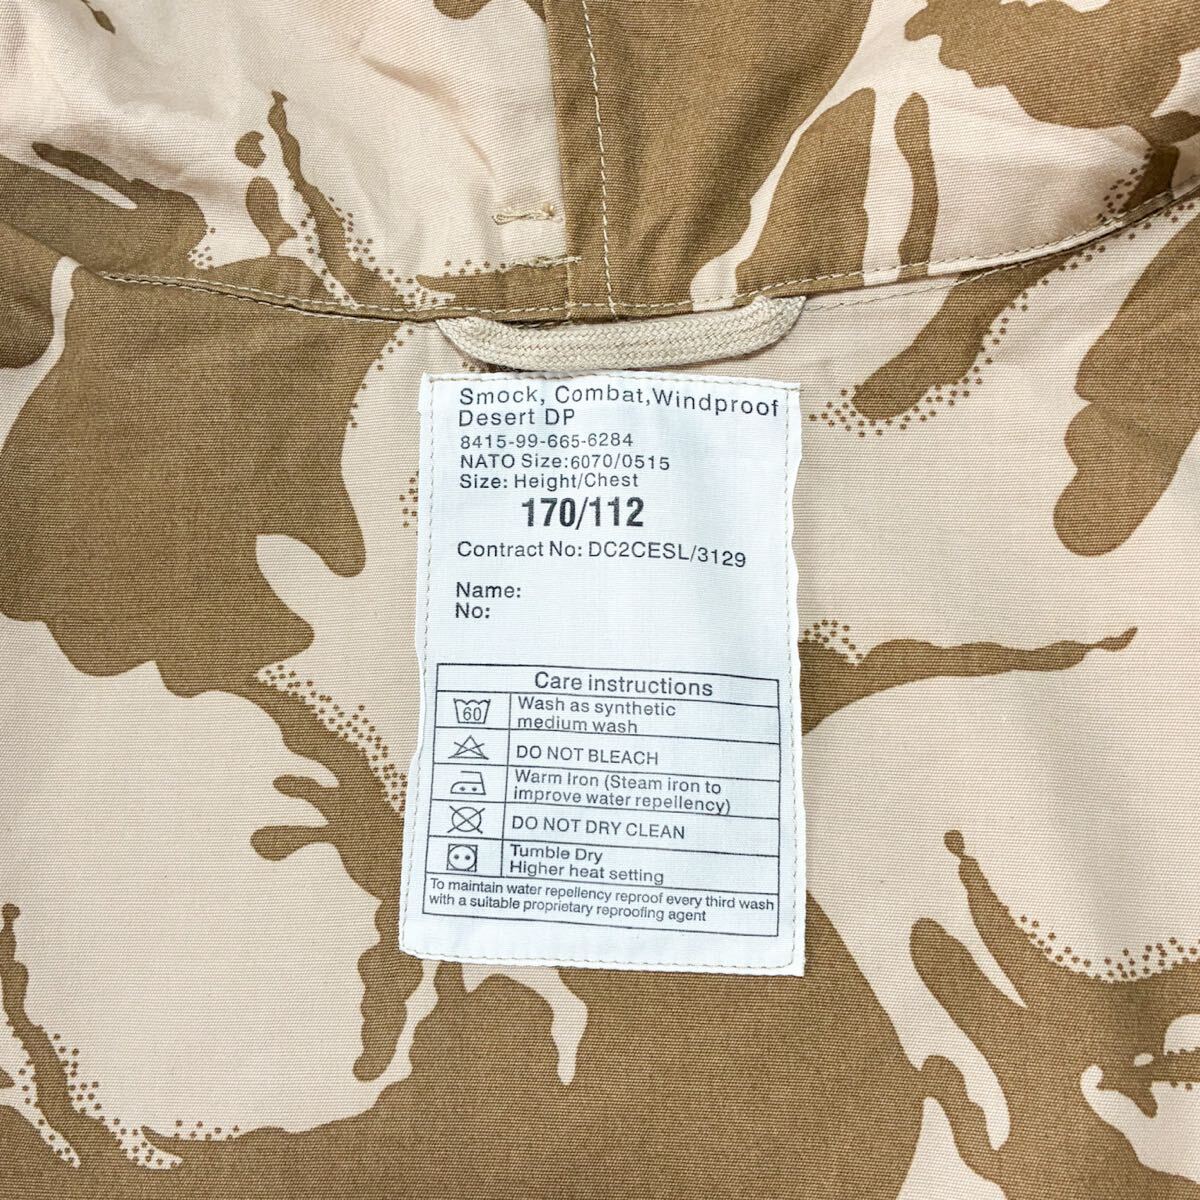 Smock, Combat,Windproof
Desert DP
8415-99-665-6284
NATO Size:6070/0515
Size: Height/Chest
170/112
Contract No: DC2CESL/3129
Name:
No:
Care instructions
60
Wash as synthetic
medium wash
DO NOT BLEACH
Warm Iron (Steam iron to
improve water repellency)
DO NOT DRY CLEAN
Tumble Dry
Higher heat setting
To maintain water repellency reproof every third wash
with a suitable proprietary reproofing agent